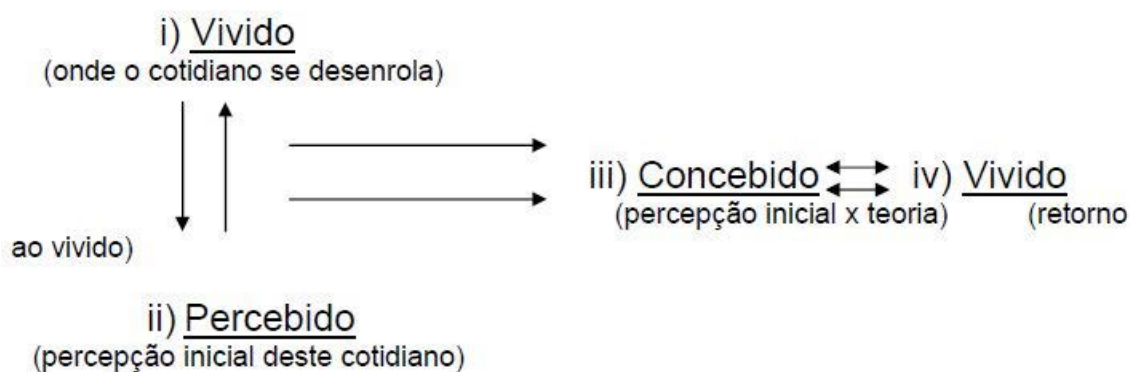 i) Vivido
(onde o cotidiano se desenrola)
iii) Concebido iv) Vivido
(percepção inicial x teoria) (retorno
ao vivido)
ii) Percebido
(percepção inicial deste cotidiano)